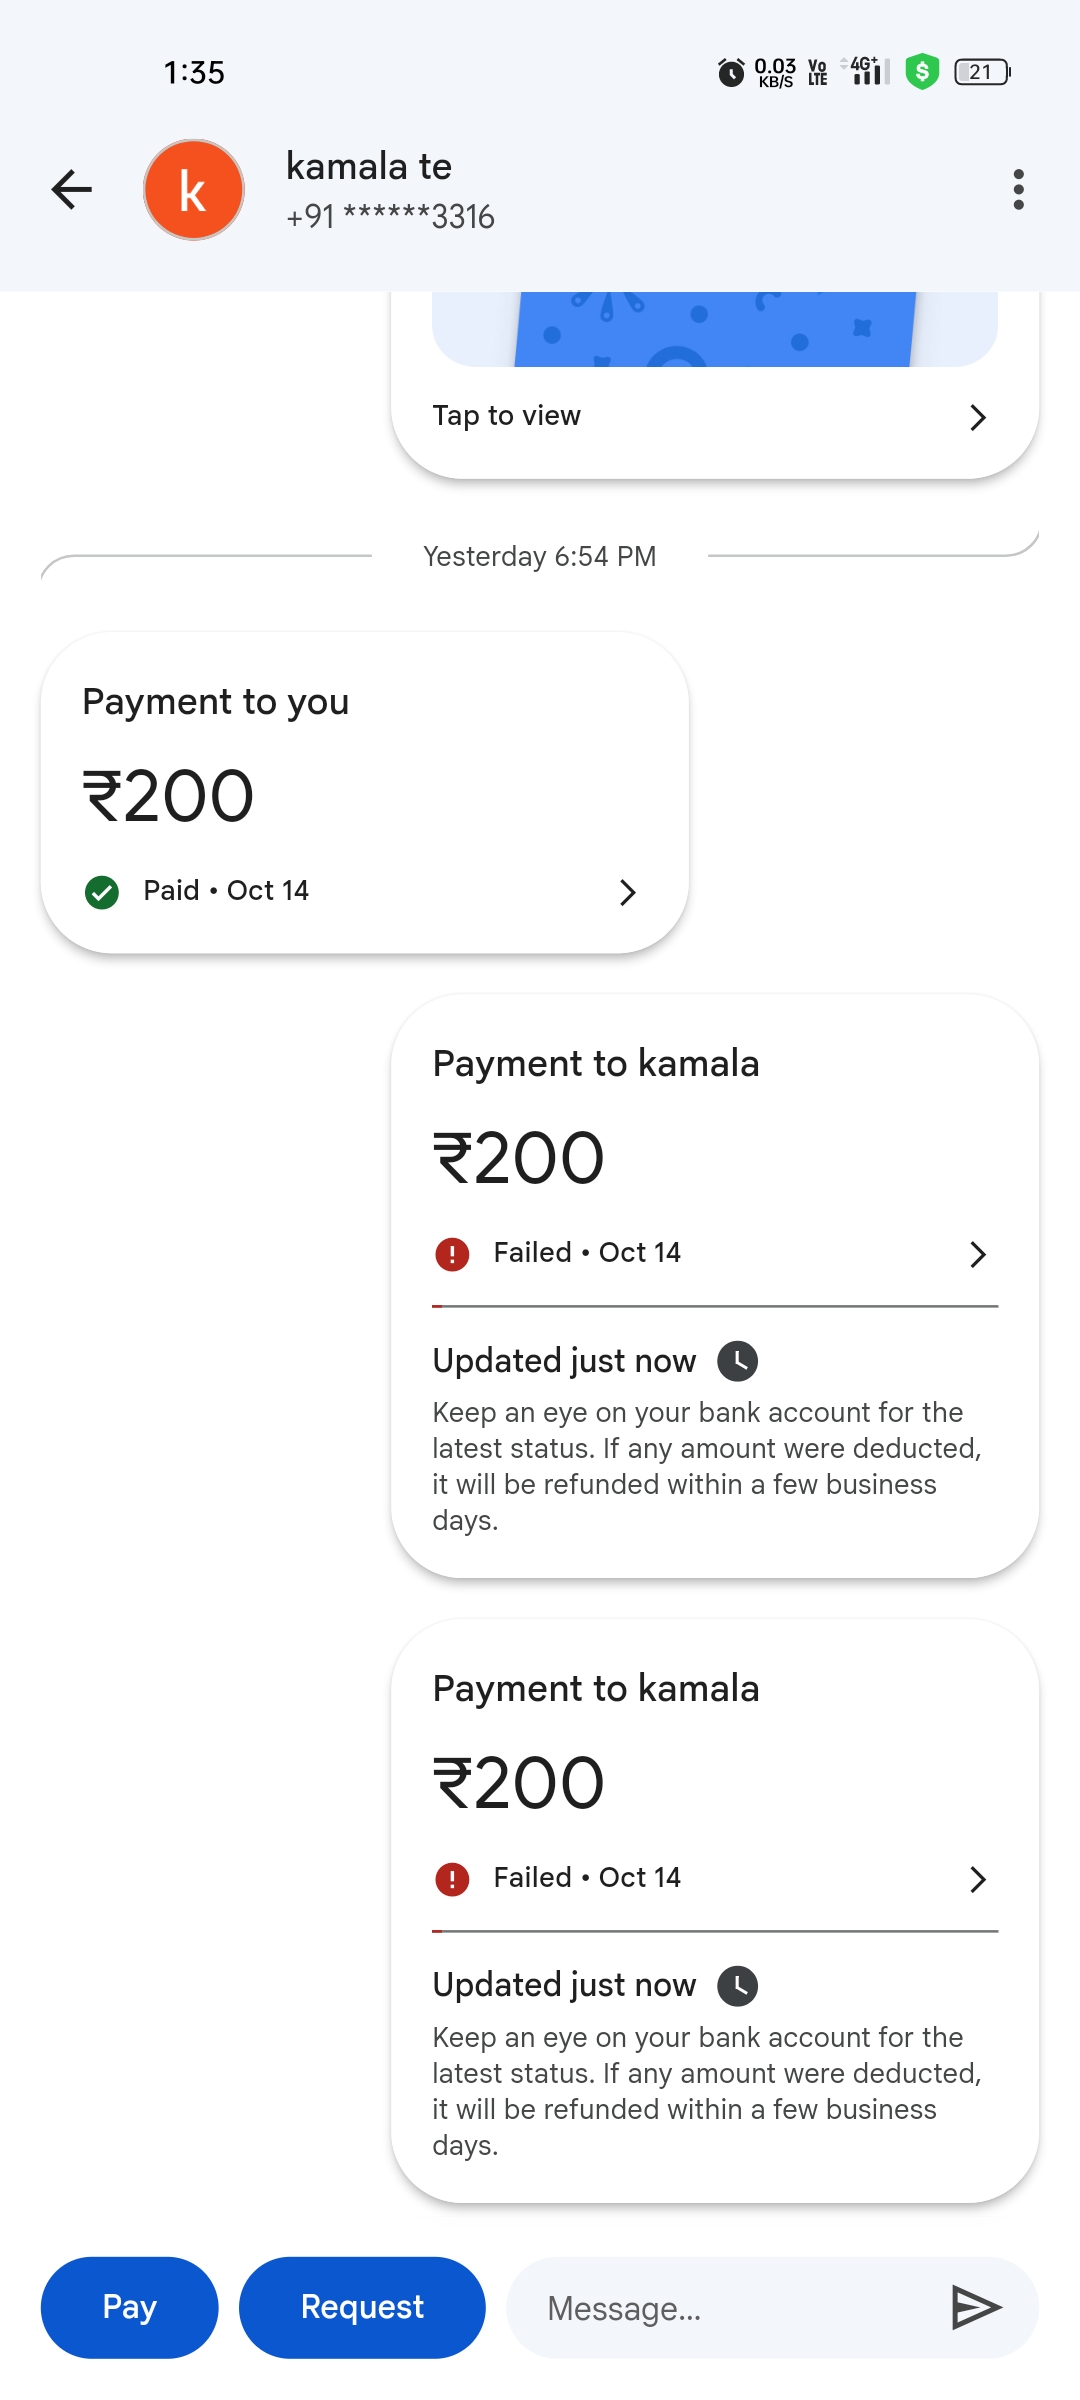 1:35
0.03
KB/S
Vo
LTE
4G+
$
21
k
kamala te
+91 ******3316
Tap to view
Yesterday 6:54 PM
Payment to you
₹200
Paid • Oct 14
Payment to kamala
₹200
Failed • Oct 14
Updated just now
Keep an eye on your bank account for the
latest status. If any amount were deducted,
it will be refunded within a few business
days.
Payment to kamala
₹200
Failed • Oct 14
Updated just now
Keep an eye on your bank account for the
latest status. If any amount were deducted,
it will be refunded within a few business
days.
Pay
Request
Message...